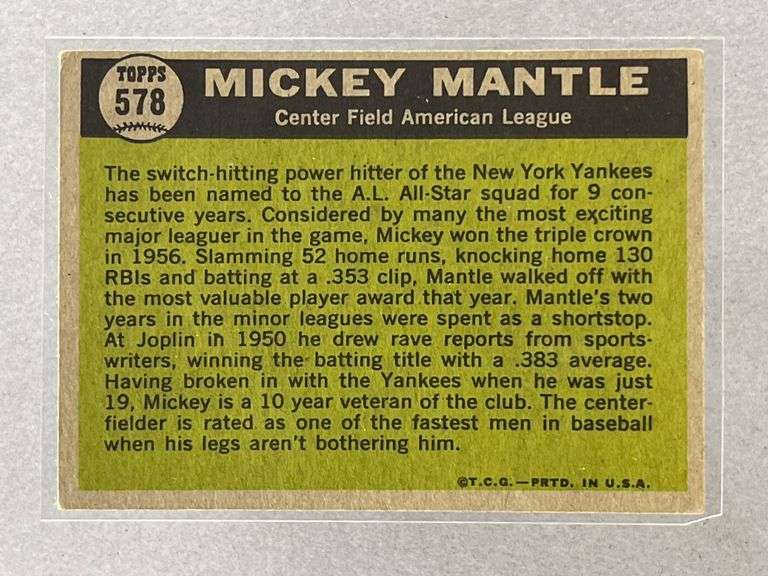 TOPPS
578
MICKEY MANTLE
Center Field American League
The switch-hitting power hitter of the New York Yankees
has been named to the A.L. All-Star squad for 9 con-
secutive years. Considered by many the most exciting
major leaguer in the game, Mickey won the triple crown
in 1956. Slamming 52 home runs, knocking home 130
RBIs and batting at a .353 clip, Mantle walked off with
the most valuable player award that year. Mantle's two
years in the minor leagues were spent as a shortstop.
At Joplin in 1950 he drew rave reports from sports-
writers, winning the batting title with a .383 average.
Having broken in with the Yankees when he was just
19, Mickey is a 10 year veteran of the club. The center-
fielder is rated as one of the fastest men in baseball
when his legs aren't bothering him.
©T.C.G.—PRTD. IN U.S.A.